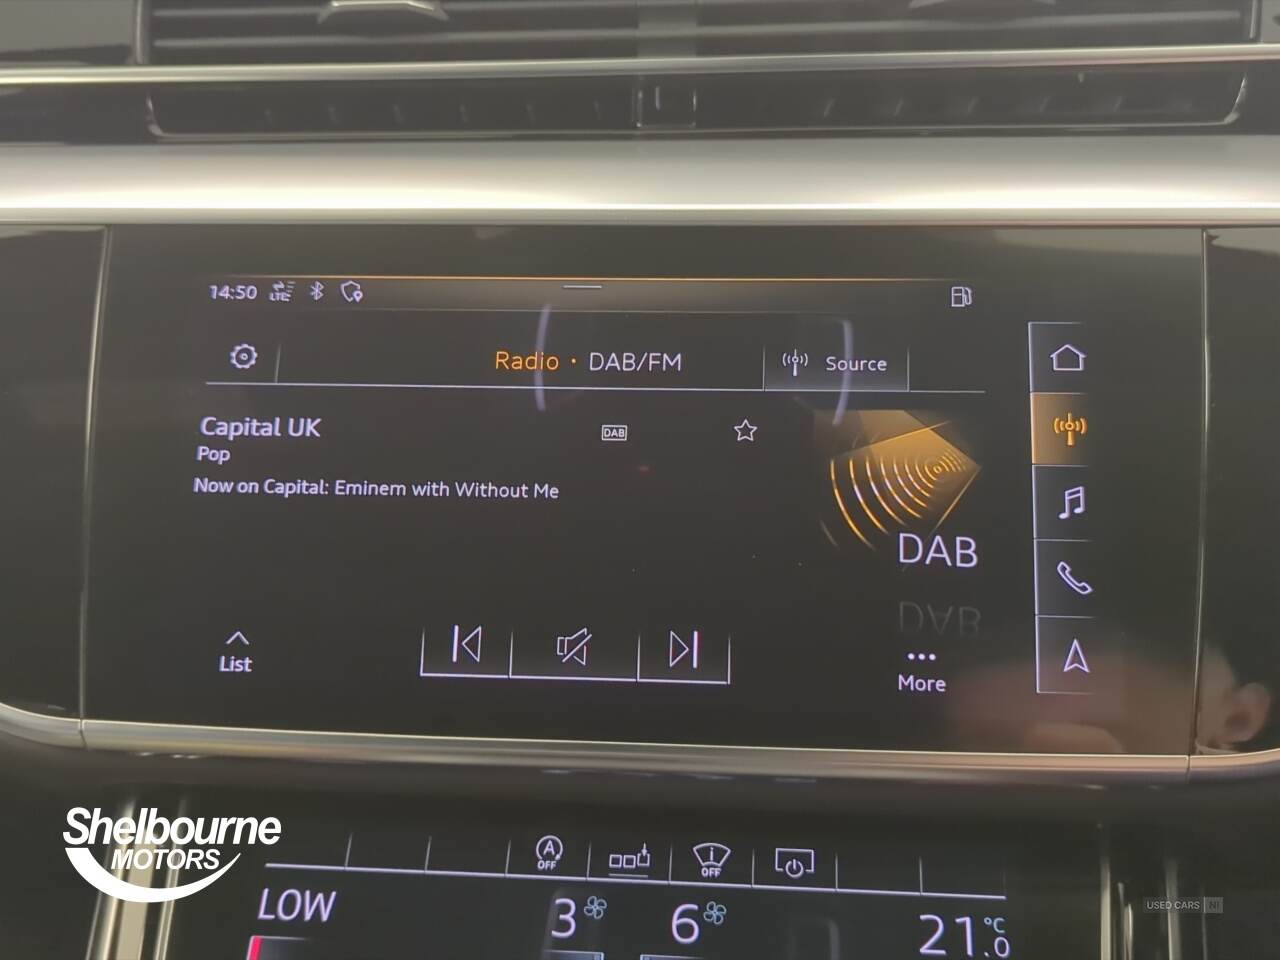 14:50 LTE
Radio · DAB/FM
Source
Capital UK
DAB
Pop
Now on Capital: Eminem with Without Me
DAB
List
More
Shelbourne
MOTORS
A OFF
OFF
LOW
3
6
21.0 °C
USED CARS NI